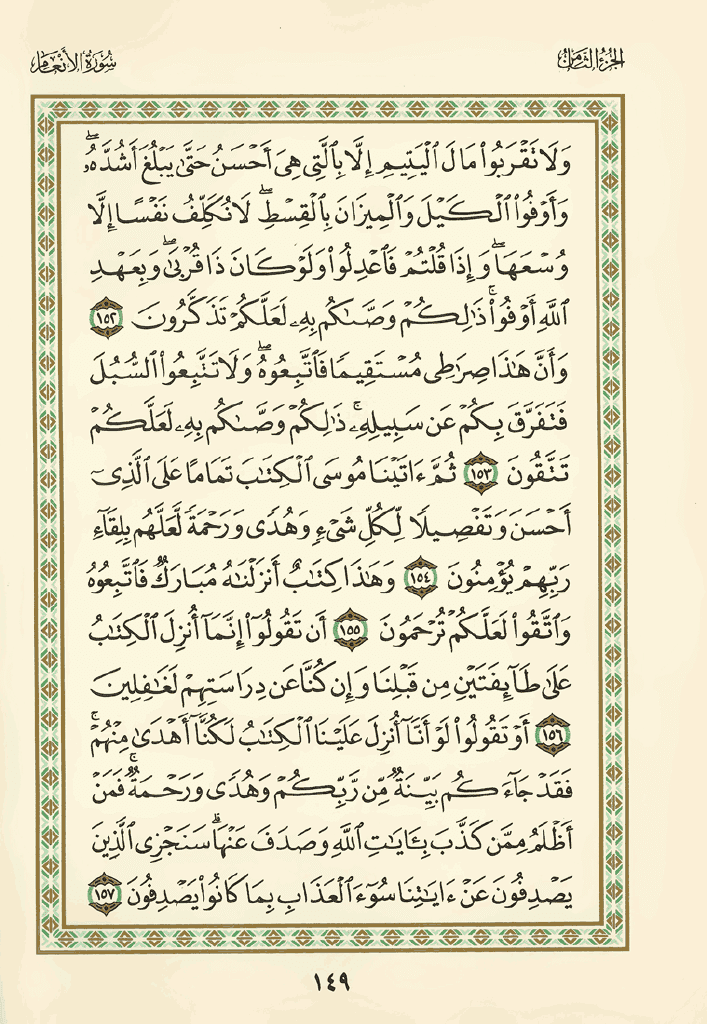 الجزء الثامن
سورة الأنعام
وَلَا تَقْرَبُوا۟ مَالَ ٱلْيَتِيمِ إِلَّا بِٱلَّتِى هِىَ أَحْسَنُ حَتَّىٰ يَبْلُغَ أَشُدَّهُۥ ۖ
وَأَوْفُوا۟ ٱلْكَيْلَ وَٱلْمِيزَانَ بِٱلْقِسْطِ ۖ لَا نُكَلِّفُ نَفْسًا إِلَّا
وُسْعَهَا ۖ وَإِذَا قُلْتُمْ فَٱعْدِلُوا۟ وَلَوْ كَانَ ذَا قُرْبَىٰ ۖ وَبِعَهْدِ
ٱللَّهِ أَوْفُوا۟ ۚ ذَٰلِكُمْ وَصَّىٰكُم بِهِۦ لَعَلَّكُمْ تَذَكَّرُونَ ١٥٢
وَأَنَّ هَٰذَا صِرَٰطِى مُسْتَقِيمًا فَٱتَّبِعُوهُ ۖ وَلَا تَتَّبِعُوا۟ ٱلسُّبُلَ
فَتَفَرَّقَ بِكُمْ عَن سَبِيلِهِۦ ۚ ذَٰلِكُمْ وَصَّىٰكُم بِهِۦ لَعَلَّكُمْ
تَتَّقُونَ ١٥٣ ثُمَّ ءَاتَيْنَا مُوسَى ٱلْكِتَٰبَ تَمَامًا عَلَى ٱلَّذِىٓ
أَحْسَنَ وَتَفْصِيلًا لِّكُلِّ شَىْءٍ وَهُدًى وَرَحْمَةً لَّعَلَّهُم بِلِقَآءِ
رَبِّهِمْ يُؤْمِنُونَ ١٥٤ وَهَٰذَا كِتَٰبٌ أَنزَلْنَٰهُ مُبَارَكٌ فَٱتَّبِعُوهُ
وَٱتَّقُوا۟ لَعَلَّكُمْ تُرْحَمُونَ ١٥٥ أَن تَقُولُوٓا۟ إِنَّمَآ أُنزِلَ ٱلْكِتَٰبُ
عَلَىٰ طَآئِفَتَيْنِ مِن قَبْلِنَا وَإِن كُنَّا عَن دِرَاسَتِهِمْ لَغَٰفِلِينَ
١٥٦ أَوْ تَقُولُوا۟ لَوْ أَنَّآ أُنزِلَ عَلَيْنَا ٱلْكِتَٰبُ لَكُنَّآ أَهْدَىٰ مِنْهُمْ ۚ
فَقَدْ جَآءَكُم بَيِّنَةٌ مِّن رَّبِّكُمْ وَهُدًى وَرَحْمَةٌ ۚ فَمَنْ
أَظْلَمُ مِمَّن كَذَّبَ بِـَٔايَٰتِ ٱللَّهِ وَصَدَفَ عَنْهَا ۗ سَنَجْزِى ٱلَّذِينَ
يَصْدِفُونَ عَنْ ءَايَٰتِنَا سُوٓءَ ٱلْعَذَابِ بِمَا كَانُوا۟ يَصْدِفُونَ ١٥٧
١٤٩